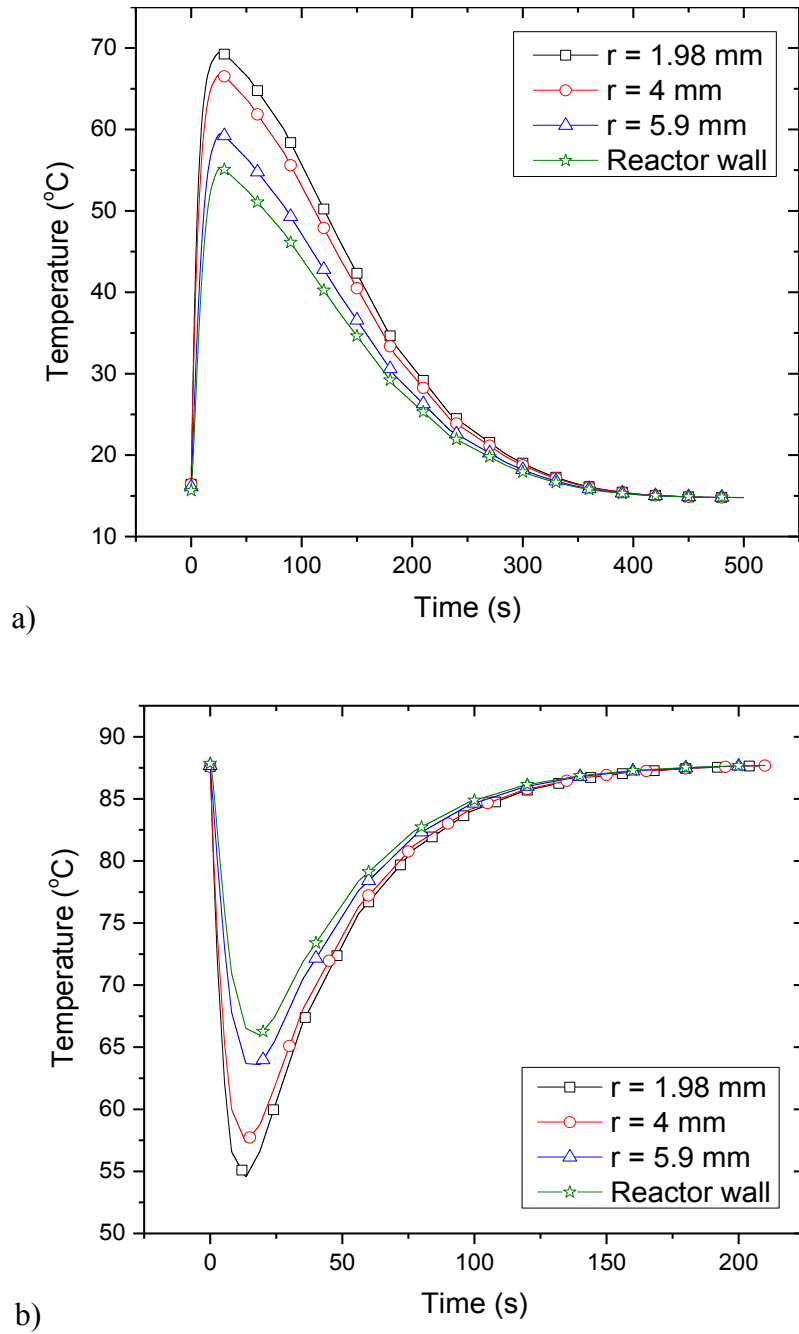 70
60
50
40
30
20
10
Temperature (°C)
r = 1.98 mm
r = 4 mm
r = 5.9 mm
Reactor wall
0 100 200 300 400 500
Time (s)
a)
90
85
80
75
70
65
60
55
50
Temperature (°C)
r = 1.98 mm
r = 4 mm
r = 5.9 mm
Reactor wall
0 50 100 150 200
Time (s)
b)